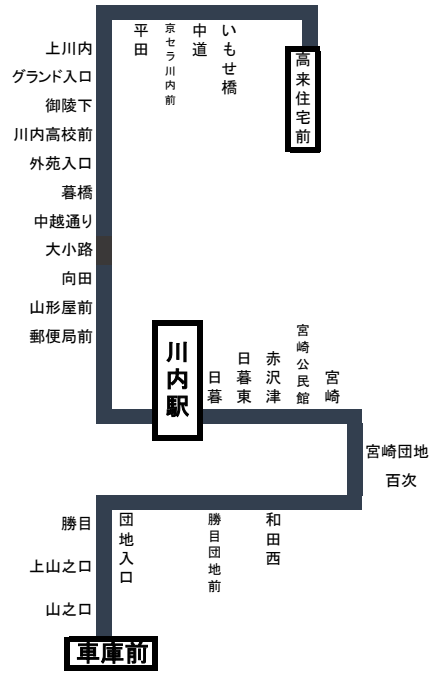 平田
京セラ川内前
中道
いもせ橋
高来住宅前
上川内
グランド入口
御陵下
川内高校前
外苑入口
暮橋
中越通り
大小路
向田
山形屋前
郵便局前
川内駅
日暮
日暮東
赤沢津
宮崎公民館
宮崎
宮崎団地
百次
和田西
勝目団地前
団地入口
勝目
上山之口
山之口
車庫前